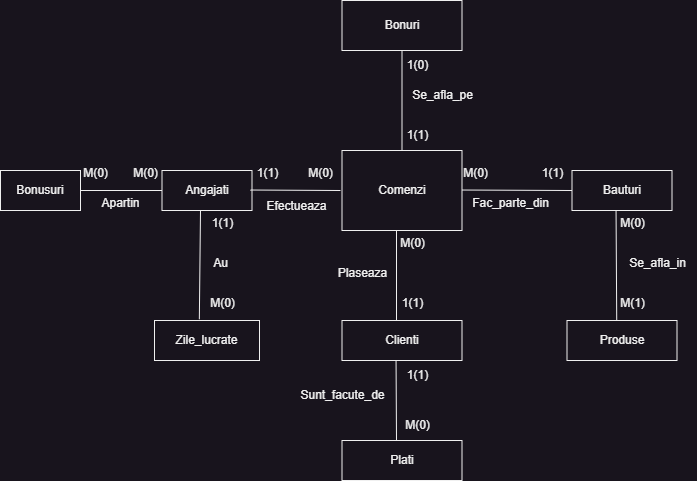 Bonuri
1(0)
Se_afla_pe
1(1)
Bonusuri
M(0)
M(0)
Apartin
Angajati
1(1)
M(0)
Efectueaza
Comenzi
M(0)
1(1)
Fac_parte_din
Bauturi
1(1)
Au
M(0)
Zile_lucrate
M(0)
Plaseaza
1(1)
Clienti
M(0)
Se_afla_in
M(1)
Produse
1(1)
Sunt_facute_de
M(0)
Plati